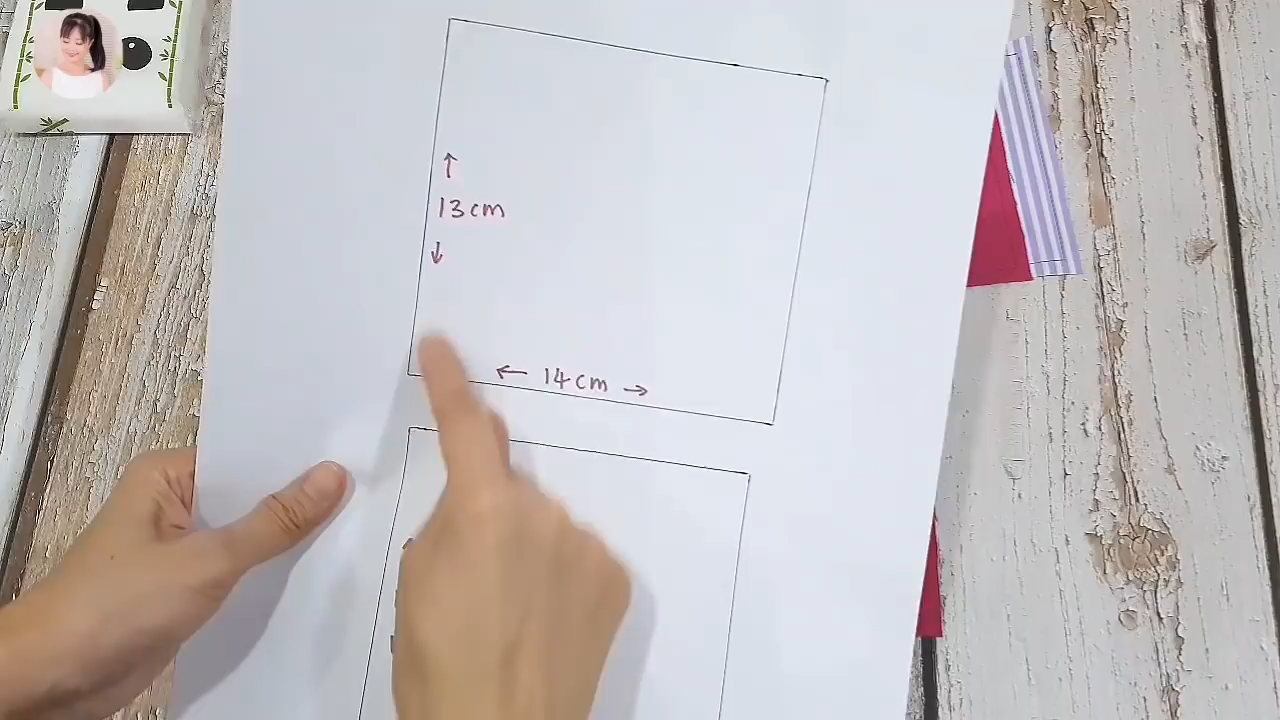 ↑
13cm
↓
← 14cm →